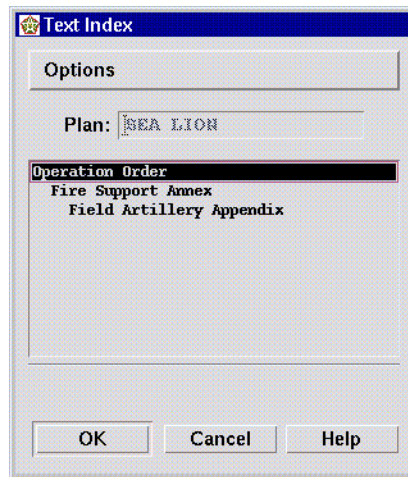 Text Index
Options
Plan: SEA LION
Operation Order
Fire Support Annex
Field Artillery Appendix
OK Cancel Help